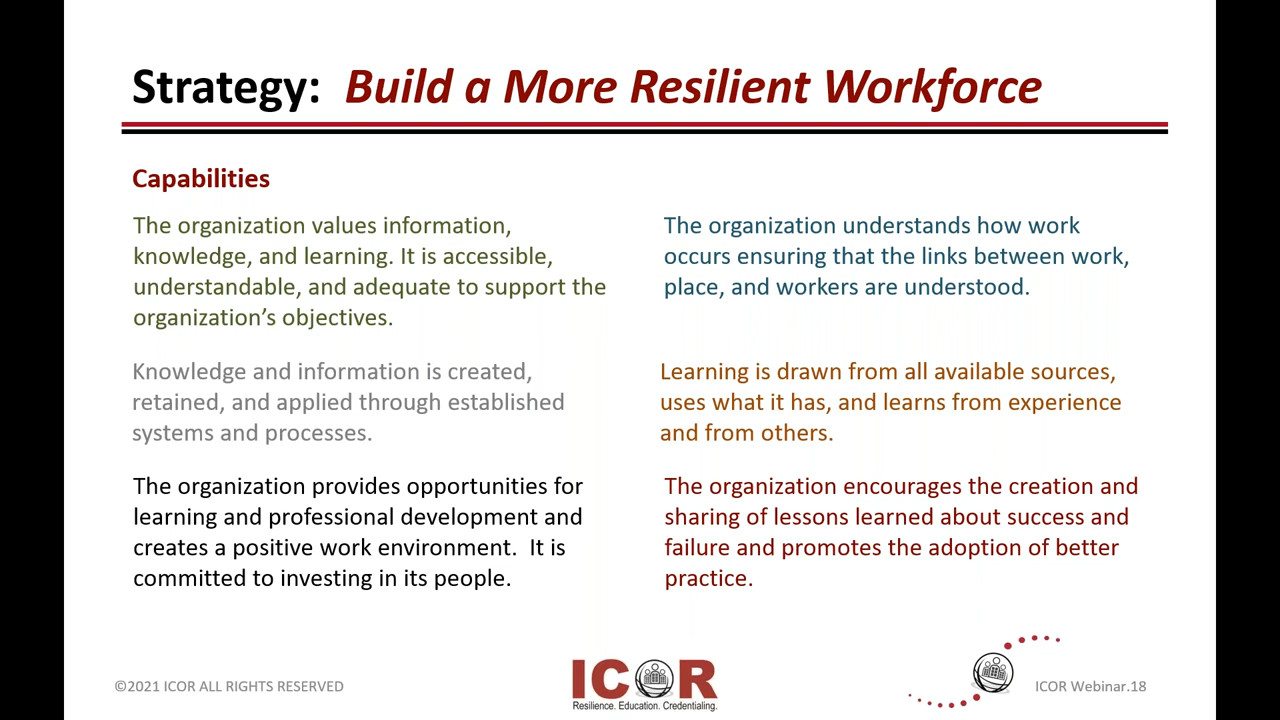 Strategy: Build a More Resilient Workforce
Capabilities
The organization values information,
knowledge, and learning. It is accessible,
understandable, and adequate to support the
organization's objectives.
The organization understands how work
occurs ensuring that the links between work,
place, and workers are understood.
Knowledge and information is created,
retained, and applied through established
systems and processes.
Learning is drawn from all available sources,
uses what it has, and learns from experience
and from others.
The organization provides opportunities for
learning and professional development and
creates a positive work environment.  It is
committed to investing in its people.
The organization encourages the creation and
sharing of lessons learned about success and
failure and promotes the adoption of better
practice.
©2021 ICOR ALL RIGHTS RESERVED
ICOR
Resilience. Education. Credentialing.
ICOR Webinar.18